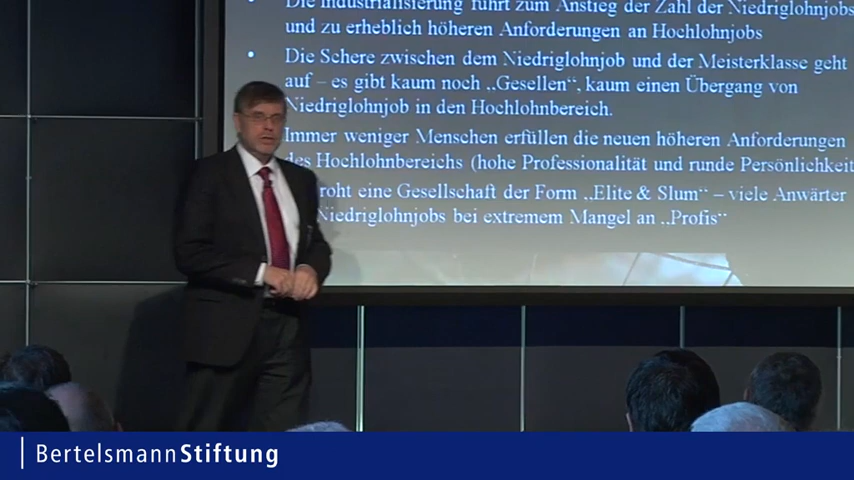 Die Industrialisierung führt zum Anstieg der Zahl der Niedriglohnjobs
und zu erheblich höheren Anforderungen an Hochlohnjobs
• Die Schere zwischen dem Niedriglohnjob und der Meisterklasse geht
auf – es gibt kaum noch „Gesellen“, kaum einen Übergang von
Niedriglohnjob in den Hochlohnbereich.
Immer weniger Menschen erfüllen die neuen höheren Anforderungen
des Hochlohnbereichs (hohe Professionalität und runde Persönlichkeit
roht eine Gesellschaft der Form „Elite & Slum“ – viele Anwärter
Niedriglohnjobs bei extremem Mangel an „Profis“
BertelsmannStiftung